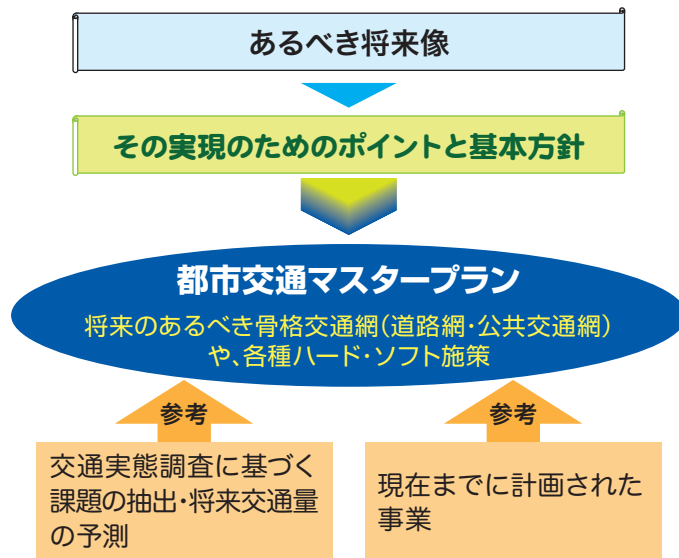 あるべき将来像
その実現のためのポイントと基本方針
都市交通マスタープラン
将来のあるべき骨格交通網(道路網・公共交通網)
や、各種ハード・ソフト施策
参考
参考
交通実態調査に基づく
課題の抽出・将来交通量
の予測
現在までに計画された
事業